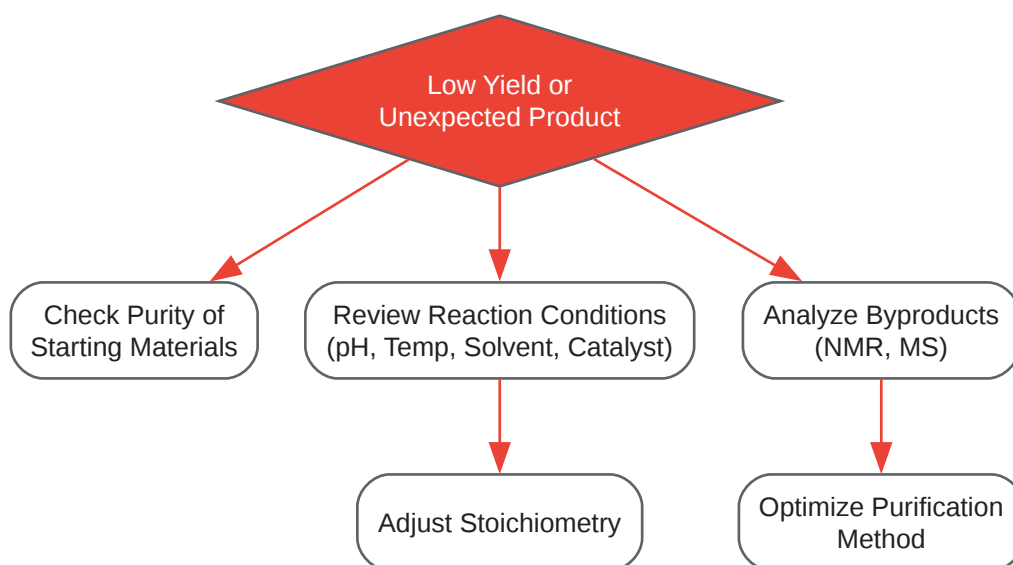 Low Yield or
Unexpected Product
Check Purity of
Starting Materials
Review Reaction Conditions
(pH, Temp, Solvent, Catalyst)
Analyze Byproducts
(NMR, MS)
Adjust Stoichiometry
Optimize Purification
Method